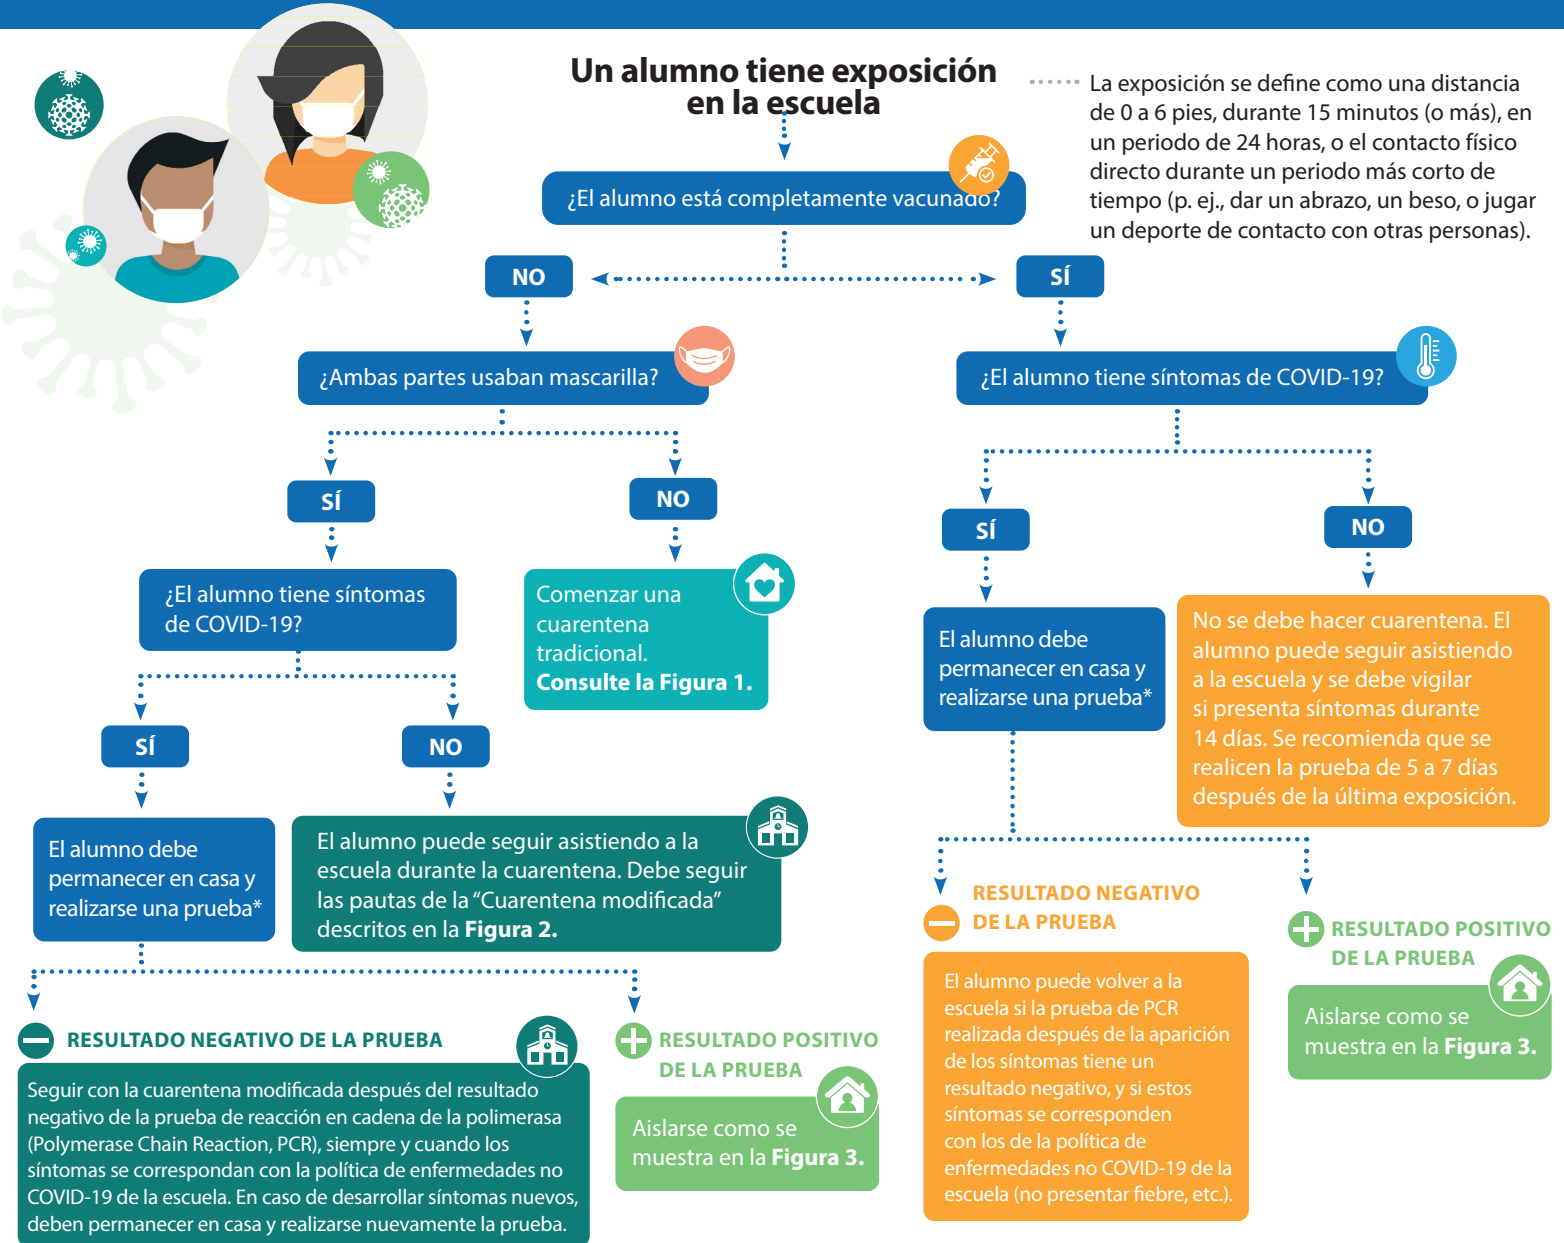 Un alumno tiene exposición
en la escuela
La exposición se define como una distancia
de 0 a 6 pies, durante 15 minutos (o más), en
un periodo de 24 horas, o el contacto físico
directo durante un periodo más corto de
tiempo (p. ej., dar un abrazo, un beso, o jugar
un deporte de contacto con otras personas).
¿El alumno está completamente vacunado?
NO
SÍ
¿Ambas partes usaban mascarilla?
¿El alumno tiene síntomas de COVID-19?
SÍ
NO
SÍ
NO
¿El alumno tiene síntomas
de COVID-19?
Comenzar una
cuarentena
tradicional.
Consulte la Figura 1.
El alumno debe
permanecer en casa y
realizarse una prueba*
No se debe hacer cuarentena. El
alumno puede seguir asistiendo
a la escuela y se debe vigilar
si presenta síntomas durante
14 días. Se recomienda que se
realicen la prueba de 5 a 7 días
después de la última exposición.
SÍ
NO
El alumno debe
permanecer en casa y
realizarse una prueba*
El alumno puede seguir asistiendo a la
escuela durante la cuarentena. Debe seguir
las pautas de la “Cuarentena modificada”
descritos en la Figura 2.
RESULTADO NEGATIVO
DE LA PRUEBA
El alumno puede volver a la
escuela si la prueba de PCR
realizada después de la aparición
de los síntomas tiene un
resultado negativo, y si estos
síntomas se corresponden
con los de la política de
enfermedades no COVID-19 de la
escuela (no presentar fiebre, etc.).
RESULTADO POSITIVO
DE LA PRUEBA
Aislarse como se
muestra en la Figura 3.
RESULTADO NEGATIVO DE LA PRUEBA
Seguir con la cuarentena modificada después del resultado
negativo de la prueba de reacción en cadena de la polimerasa
(Polymerase Chain Reaction, PCR), siempre y cuando los
síntomas se correspondan con la política de enfermedades no
COVID-19 de la escuela. En caso de desarrollar síntomas nuevos,
deben permanecer en casa y realizarse nuevamente la prueba.
RESULTADO POSITIVO
DE LA PRUEBA
Aislarse como se
muestra en la Figura 3.